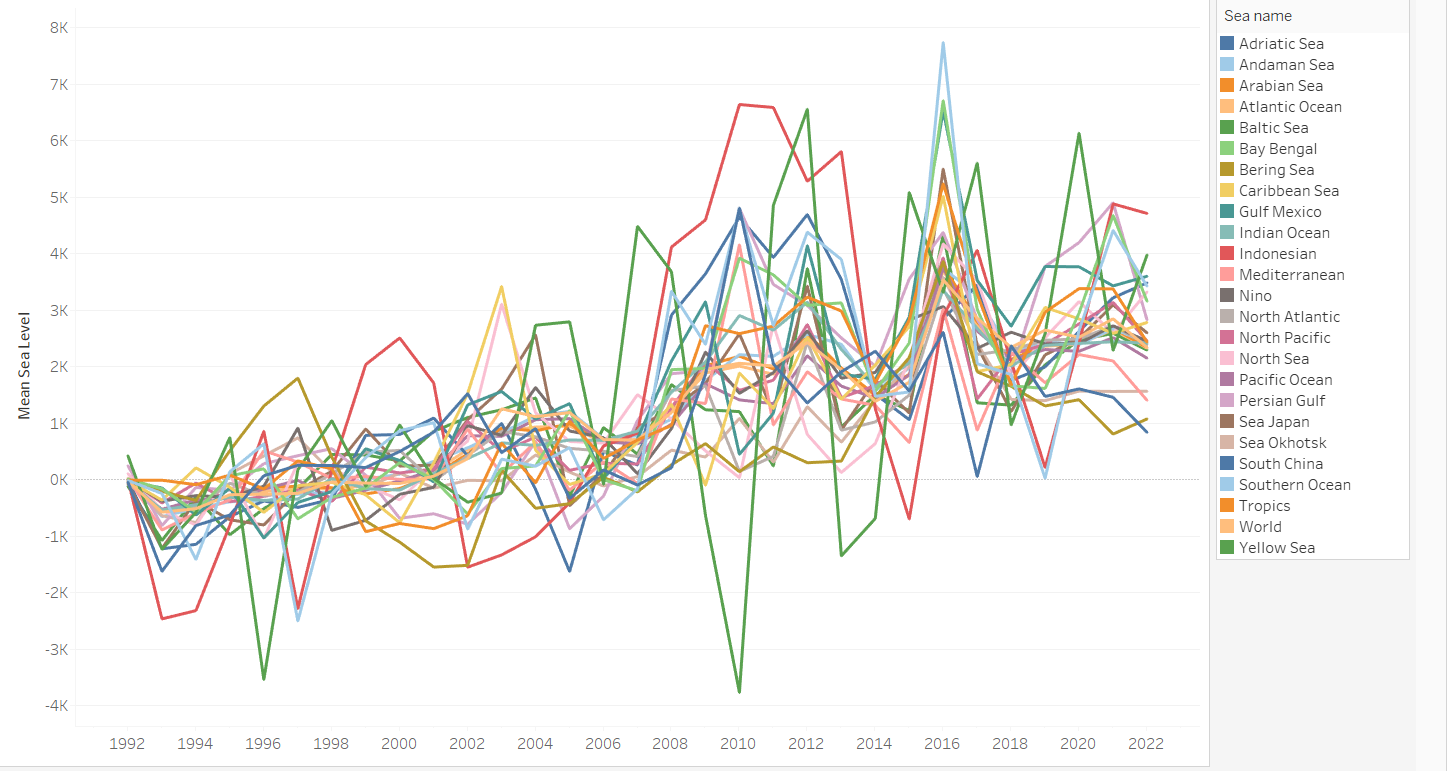 Sea name
Adriatic Sea
Andaman Sea
Arabian Sea
Atlantic Ocean
Baltic Sea
Bay Bengal
Bering Sea
Caribbean Sea
Gulf Mexico
Indian Ocean
Indonesian
Mediterranean
Nino
North Atlantic
North Pacific
North Sea
Pacific Ocean
Persian Gulf
Sea Japan
Sea Okhotsk
South China
Southern Ocean
Tropics
World
Yellow Sea
Mean Sea Level
8K
7K
6K
5K
4K
3K
2K
1K
0K
-1K
-2K
-3K
-4K
1992 1994 1996 1998 2000 2002 2004 2006 2008 2010 2012 2014 2016 2018 2020 2022